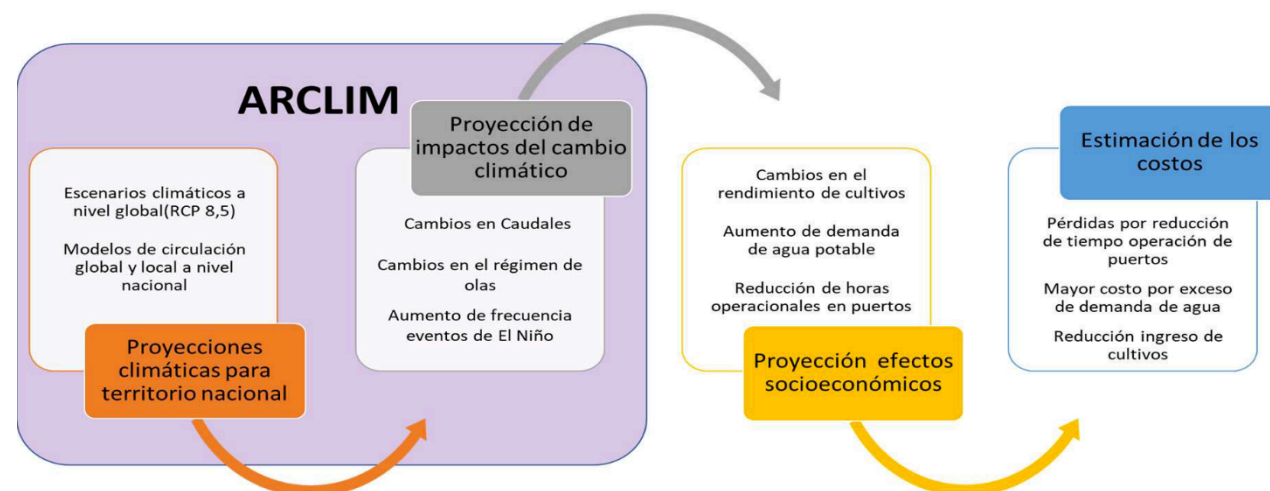 ARCLIM
Escenarios climáticos a
nivel global(RCP 8,5)
Modelos de circulación
global y local a nivel
nacional
Proyecciones
climáticas para
territorio nacional
Proyección de
impactos del cambio
climático
Cambios en Caudales
Cambios en el régimen de
olas
Aumento de frecuencia
eventos de El Niño
Cambios en el
rendimiento de cultivos
Aumento de demanda
de agua potable
Reducción de horas
operacionales en puertos
Proyección efectos
socioeconómicos
Estimación de los
costos
Pérdidas por reducción
de tiempo operación de
puertos
Mayor costo por exceso
de demanda de agua
Reducción ingreso de
cultivos